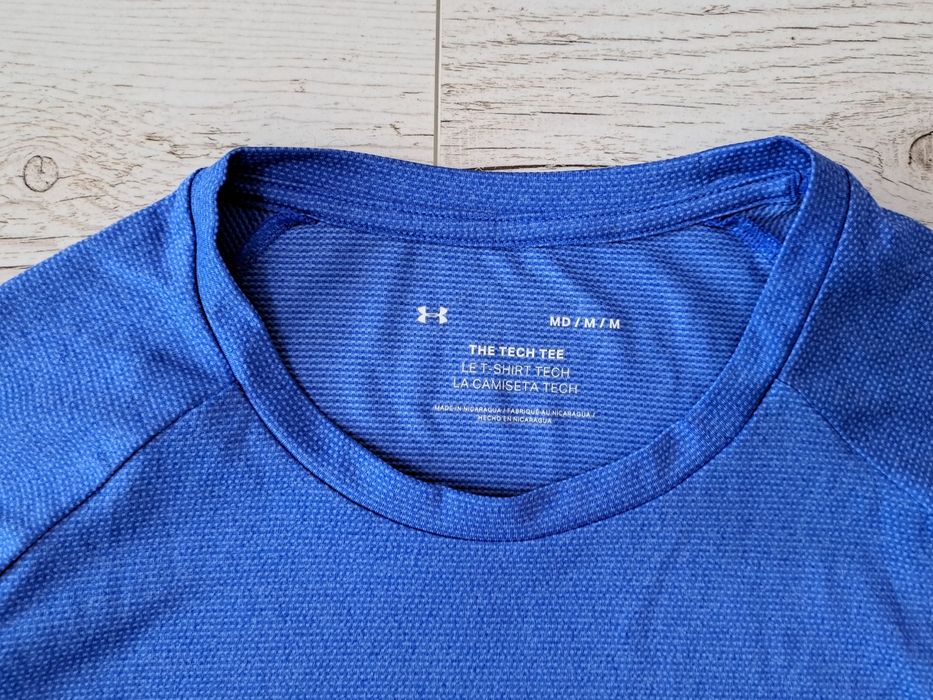 MD / M / M
THE TECH TEE
LE T-SHIRT TECH
LA CAMISETA TECH
MADE IN NICARAGUA / FABRIQUÉ AU NICARAGUA /
HECHO EN NICARAGUA